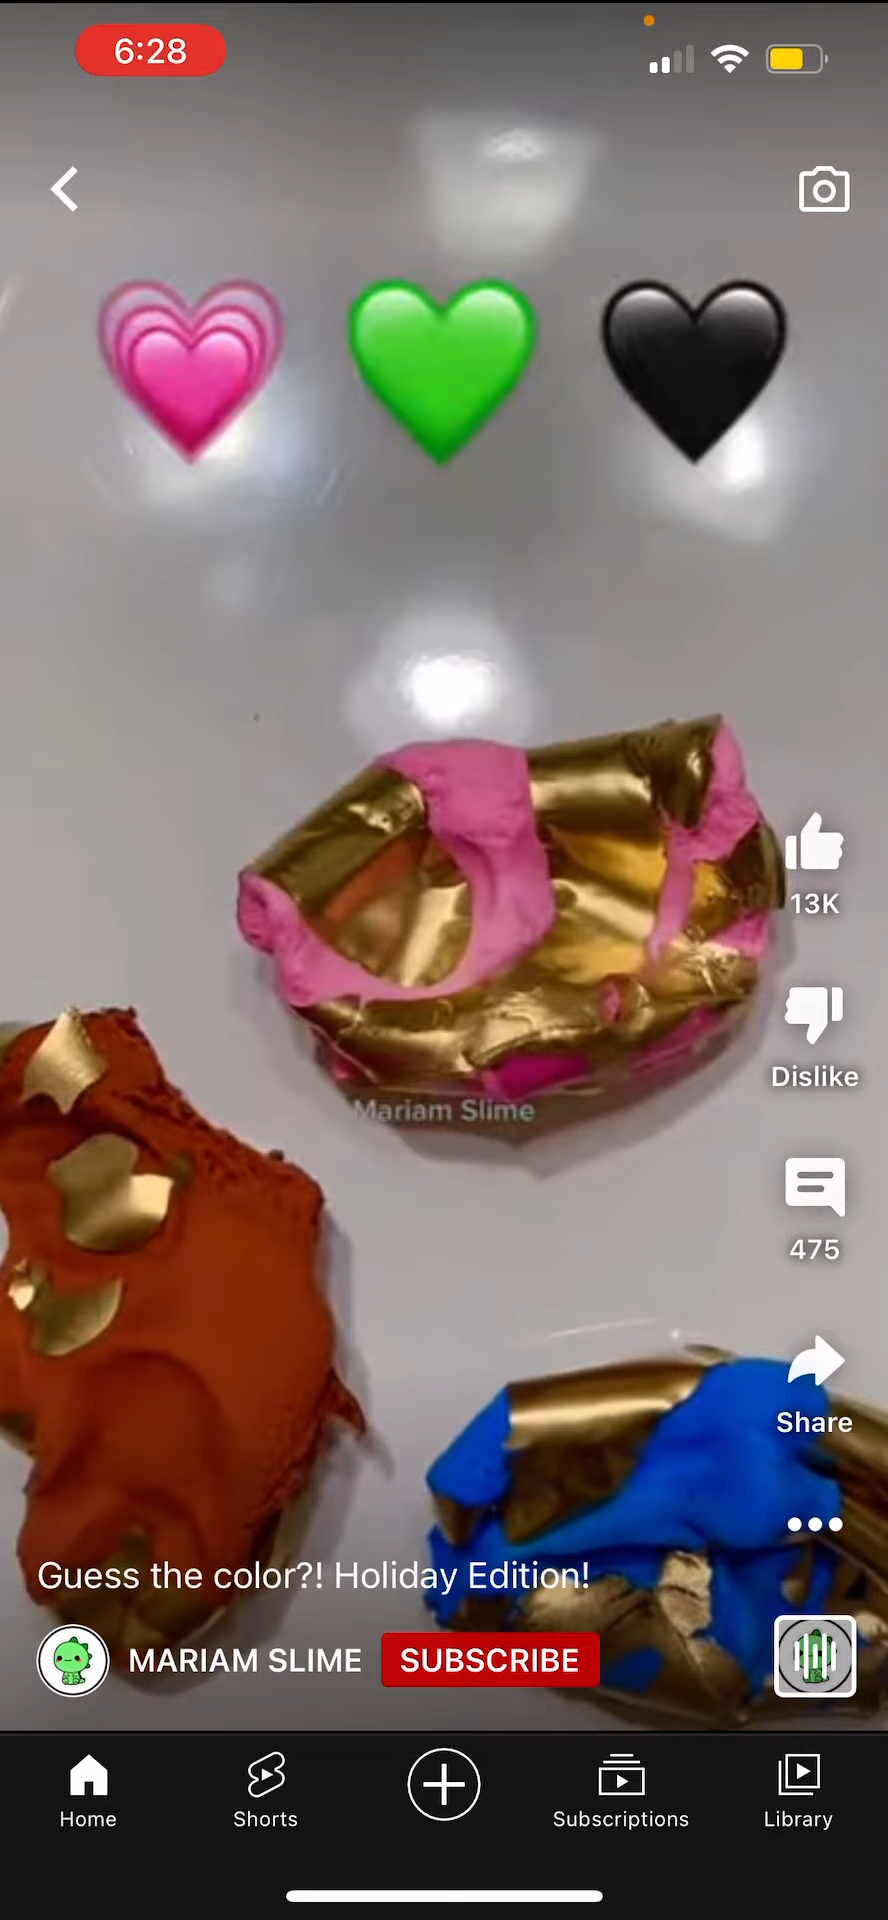 6:28
13K
Mariam Slime
Dislike
475
Share
Guess the color?! Holiday Edition!
MARIAM SLIME
SUBSCRIBE
Home
Shorts
Subscriptions
Library